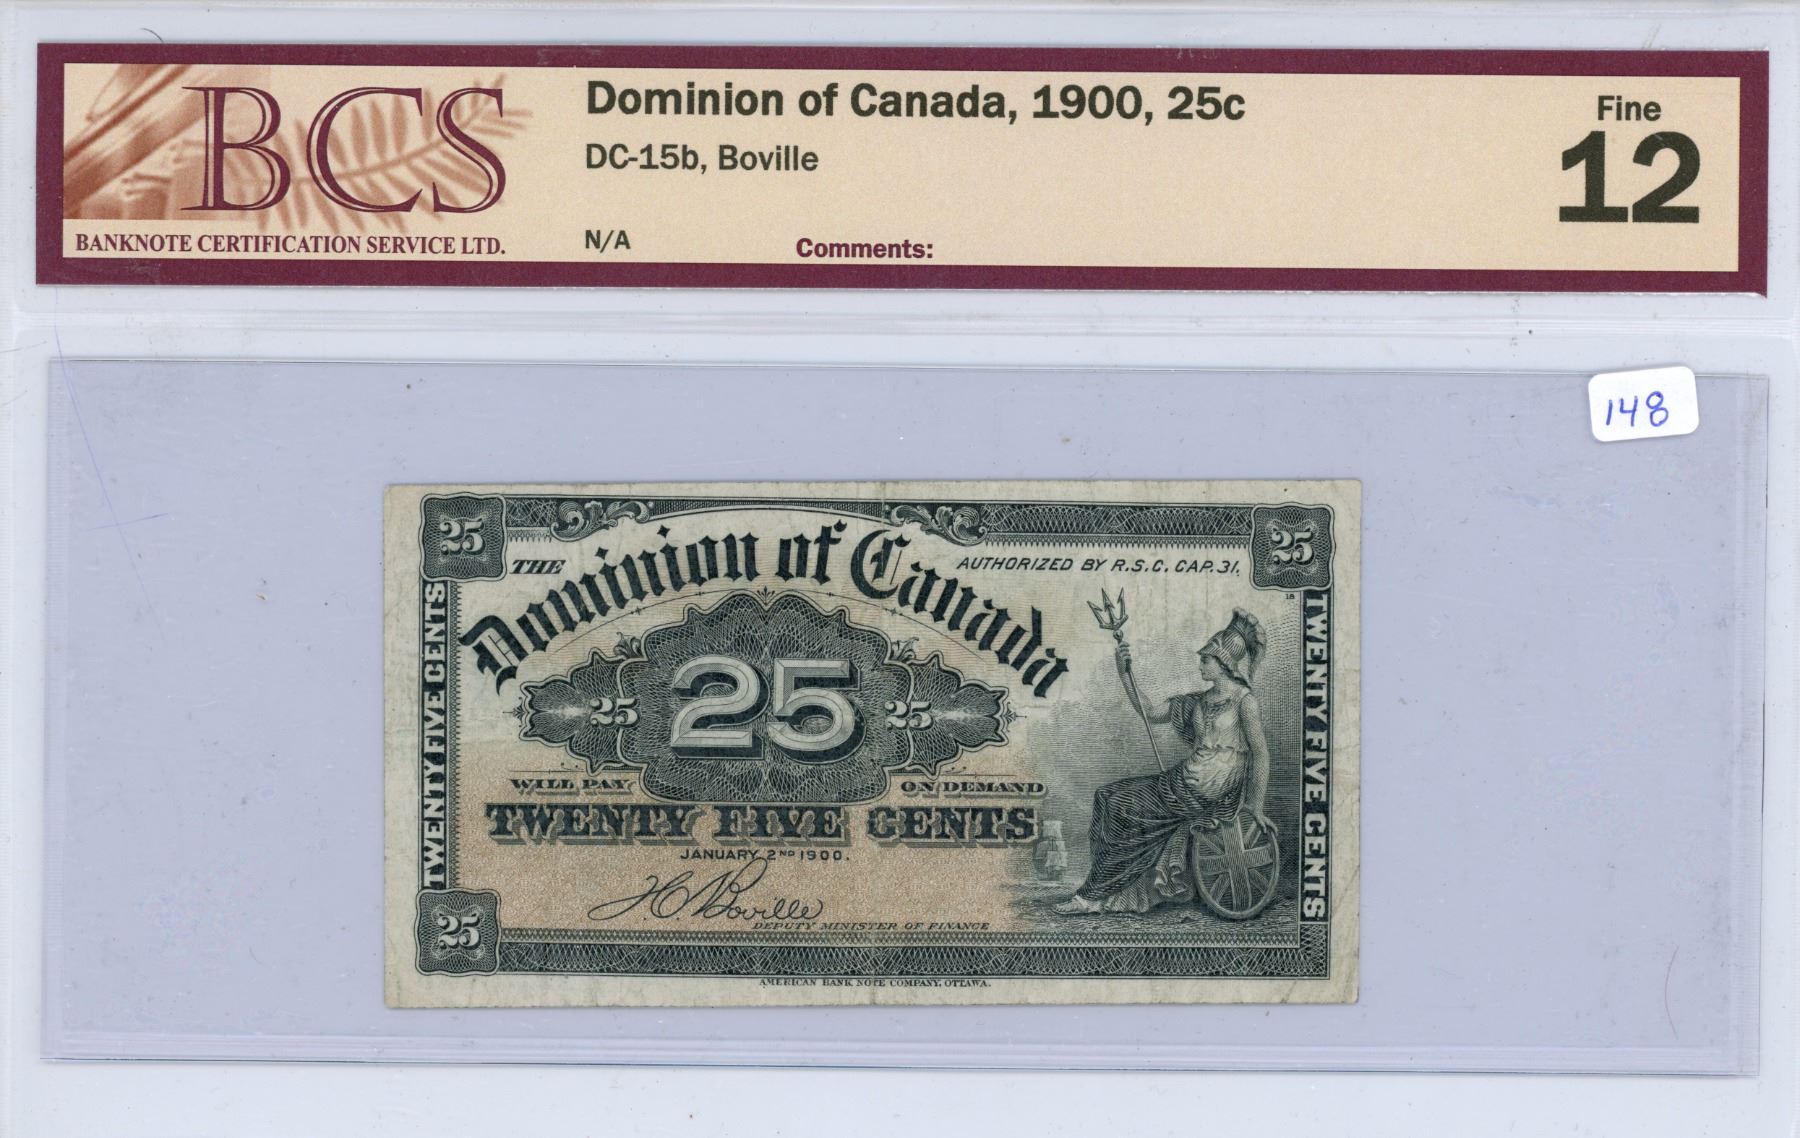 BCS
BANKNOTE CERTIFICATION SERVICE LTD.
Dominion of Canada, 1900, 25c
DC-15b, Boville
N/A
Comments:
Fine
12
148
25
25
THE
Dominion of Canada
AUTHORIZED BY R.S.C. CAP. 31.
18
TWENTY FIVE CENTS
TWENTY FIVE CENTS
25 25 25
WILL PAY ON DEMAND
TWENTY FIVE CENTS
JANUARY 2ND 1900.
H C Boville
DEPUTY MINISTER OF FINANCE
25
AMERICAN BANK NOTE COMPANY, OTTAWA.